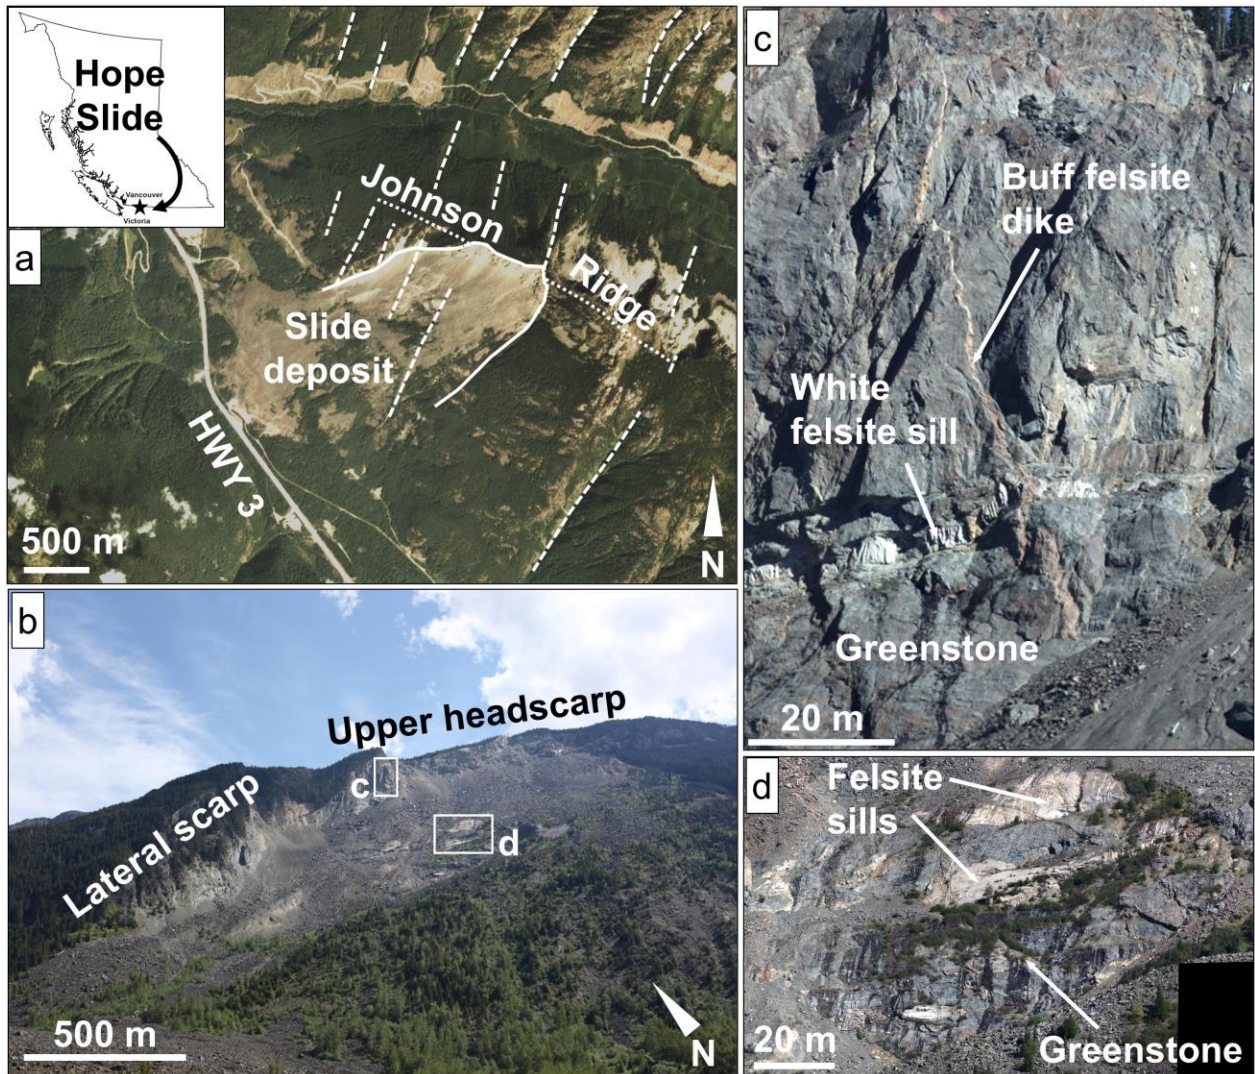 Hope
Slide
Vancouver
Victoria
a
Johnson
Ridge
Slide
deposit
HWY 3
500 m
N
b
Upper headscarp
Lateral scarp
c
d
500 m
N
c
Buff felsite
dike
White
felsite sill
Greenstone
20 m
d
Felsite
sills
20 m
Greenstone